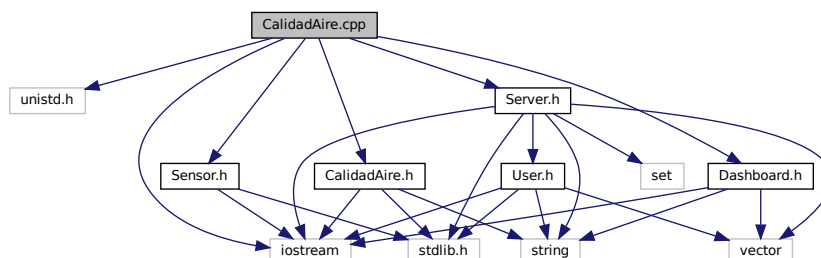 CalidadAire.cpp
unistd.h
Server.h
Sensor.h
CalidadAire.h
User.h
set
Dashboard.h
iostream
stdlib.h
string
vector